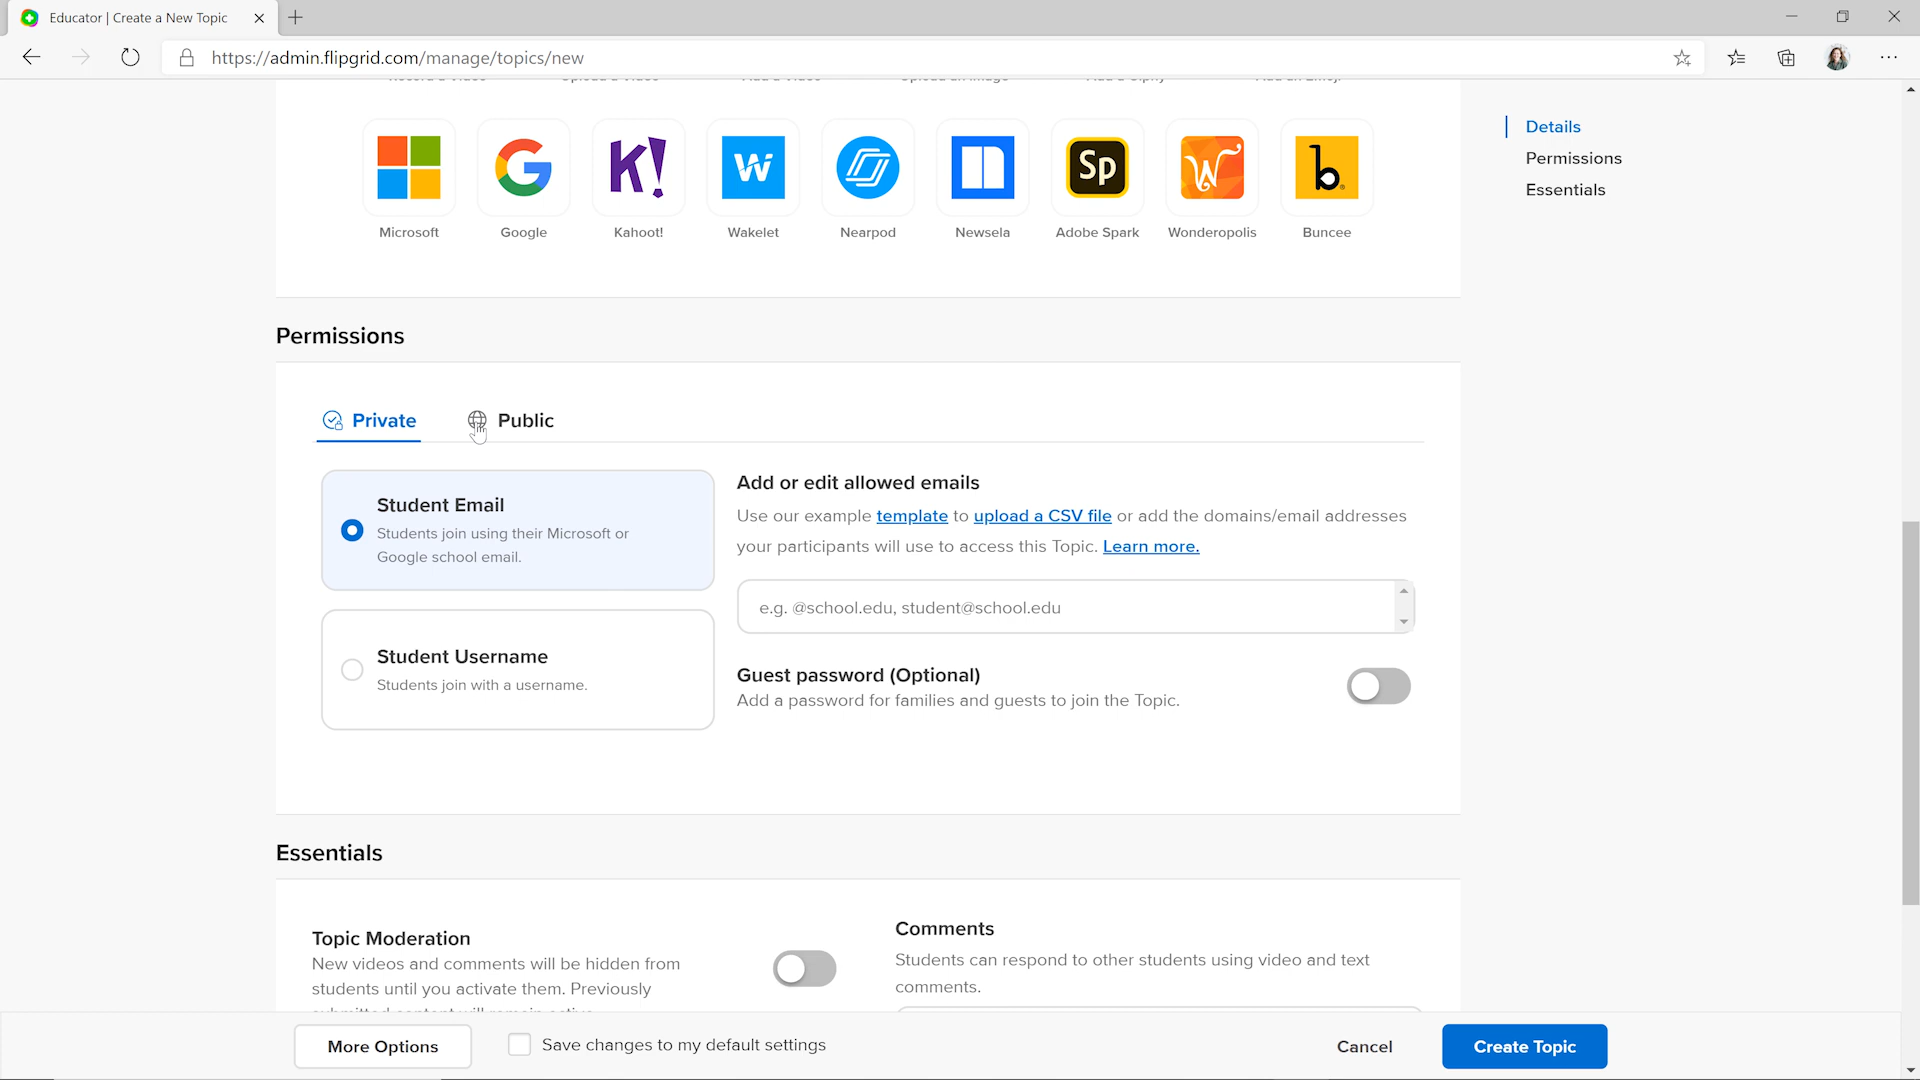 Educator | Create a New Topic
https://admin.flipgrid.com/manage/topics/new
Details
Permissions
Essentials
K!
W
Sp
W
b
Microsoft
Google
Kahoot!
Wakelet
Nearpod
Newsela
Adobe Spark
Wonderopolis
Buncee
Permissions
Private
Public
Student Email
Students join using their Microsoft or
Google school email.
Student Username
Students join with a username.
Add or edit allowed emails
Use our example template to upload a CSV file or add the domains/email addresses
your participants will use to access this Topic. Learn more.
e.g. @school.edu, student@school.edu
Guest password (Optional)
Add a password for families and guests to join the Topic.
Essentials
Topic Moderation
New videos and comments will be hidden from
students until you activate them. Previously
Comments
Students can respond to other students using video and text
comments.
More Options
Save changes to my default settings
Cancel
Create Topic